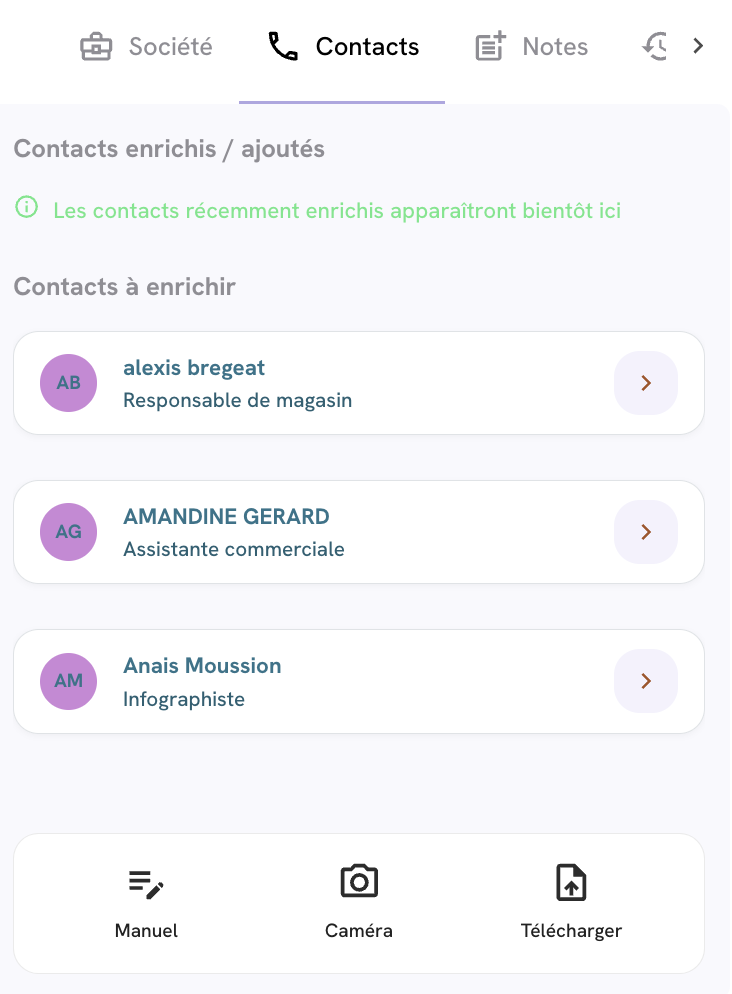 Société Contacts Notes
Contacts enrichis / ajoutés
Les contacts récemment enrichis apparaîtront bientôt ici
Contacts à enrichir
AB
alexis bregeat
Responsable de magasin
AG
AMANDINE GERARD
Assistante commerciale
AM
Anais Moussion
Infographiste
Manuel Caméra Télécharger